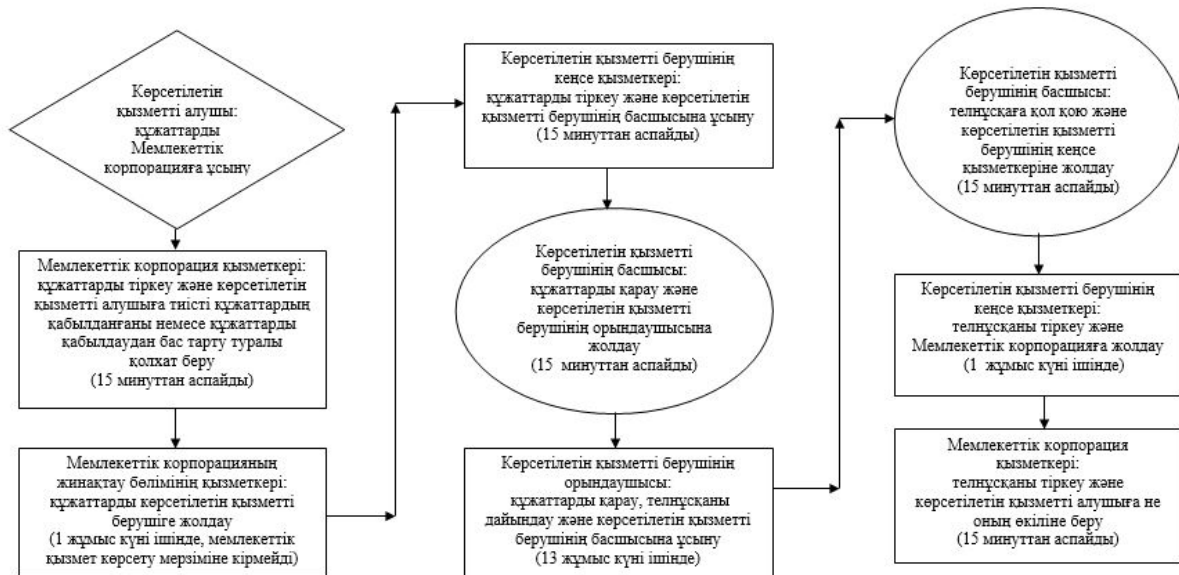 Көрсетілетін
қызметті алушы:
құжаттарды
Мемлекеттік
корпорацияға ұсыну
Мемлекеттік корпорация қызметкері:
құжаттарды тіркеу және көрсетілетін
қызметті алушыға тиісті құжаттардың
қабылданғаны немесе құжаттарды
қабылдаудан бас тарту туралы
қолхат беру
(15 минуттан аспайды)
Мемлекеттік корпорацияның
жинақтау бөлімінің қызметкері:
құжаттарды көрсетілетін қызметті
берушіге жолдау
(1 жұмыс күні ішінде, мемлекеттік
қызмет көрсету мерзіміне кірмейді)
Көрсетілетін қызметті берушінің
кеңсе қызметкері:
құжаттарды тіркеу және көрсетілетін
қызметті берушінің басшысына ұсыну
(15 минуттан аспайды)
Көрсетілетін қызметті
берушінің басшысы:
құжаттарды қарау және
көрсетілетін қызметті
берушінің орындаушысына
жолдау
(15 минуттан аспайды)
Көрсетілетін қызметті берушінің
орындаушысы:
құжаттарды қарау, телнұсқаны
дайындау және көрсетілетін қызметті
берушінің басшысына ұсыну
(13 жұмыс күні ішінде)
Көрсетілетін қызметті
берушінің басшысы:
телнұсқаға қол қою және
көрсетілетін қызметті
берушінің кеңсе
қызметкеріне жолдау
(15 минуттан аспайды)
Көрсетілетін қызметті берушінің
кеңсе қызметкері:
телнұсқаны тіркеу және
Мемлекеттік корпорацияға жолдау
(1 жұмыс күні ішінде)
Мемлекеттік корпорация
қызметкері:
телнұсқаны тіркеу және
көрсетілетін қызметті алушыға не
оның өкіліне беру
(15 минуттан аспайды)